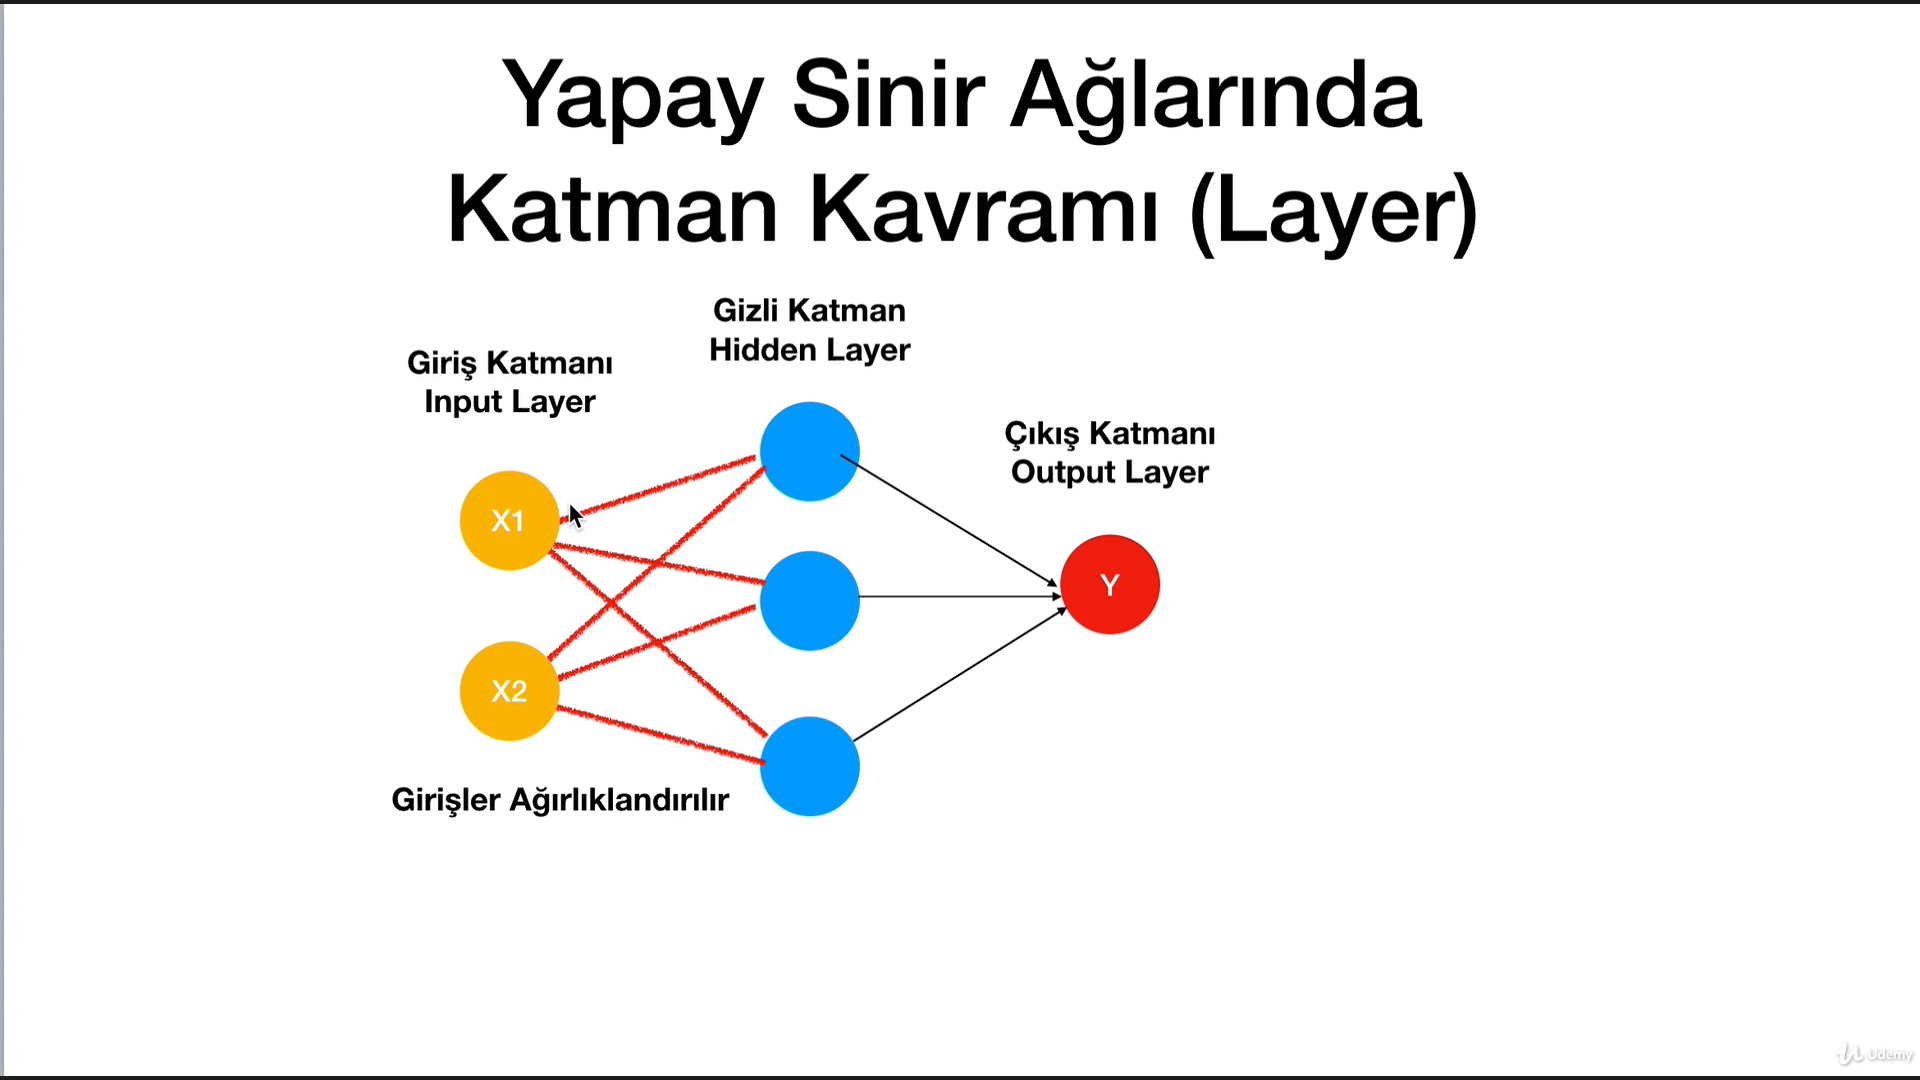 Yapay Sinir Ağlarında
Katman Kavramı (Layer)
Gizli Katman
Hidden Layer
Giriş Katmanı
Input Layer
Çıkış Katmanı
Output Layer
X1
Y
X2
Girişler Ağırlıklandırılır
Udemy